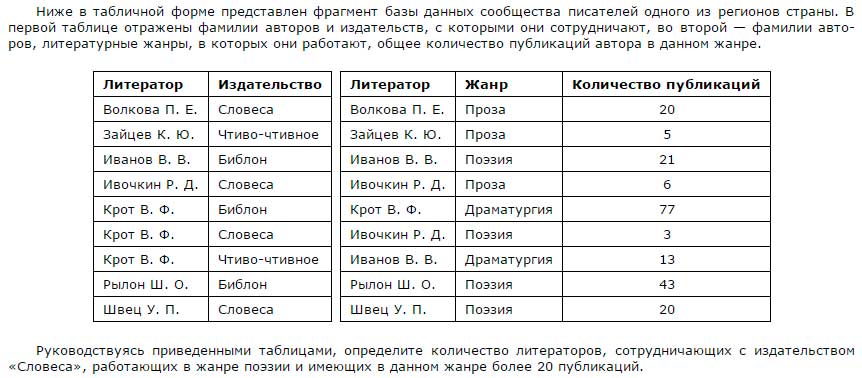 Ниже в табличной форме представлен фрагмент базы данных сообщества писателей одного из регионов страны. В
первой таблице отражены фамилии авторов и издательств, с которыми они сотрудничают, во второй — фамилии авто-
ров, литературные жанры, в которых они работают, общее количество публикаций автора в данном жанре.
Литератор Издательство Литератор Жанр Количество публикаций
Волкова П. Е. Словеса Волкова П. Е. Проза 20
Зайцев К. Ю. Чтиво-чтивное Зайцев К. Ю. Проза 5
Иванов В. В. Библон Иванов В. В. Поэзия 21
Ивочкин Р. Д. Словеса Ивочкин Р. Д. Проза 6
Крот В. Ф. Библон Крот В. Ф. Драматургия 77
Крот В. Ф. Словеса Ивочкин Р. Д. Поэзия 3
Крот В. Ф. Чтиво-чтивное Иванов В. В. Драматургия 13
Рылон Ш. О. Библон Рылон Ш. О. Поэзия 43
Швец У. П. Словеса Швец У. П. Поэзия 20
Руководствуясь приведенными таблицами, определите количество литераторов, сотрудничающих с издательством
«Словеса», работающих в жанре поэзии и имеющих в данном жанре более 20 публикаций.